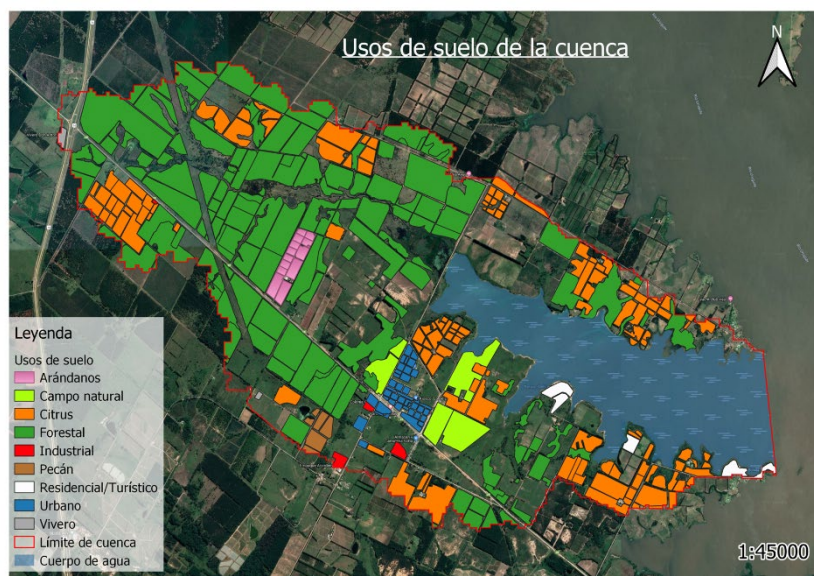 Usos de suelo de la cuenca
N
Leyenda
Usos de suelo
Arándanos
Campo natural
Citrus
Forestal
Industrial
Pecán
Residencial/Turístico
Urbano
Vivero
Límite de cuenca
Cuerpo de agua
1:45000